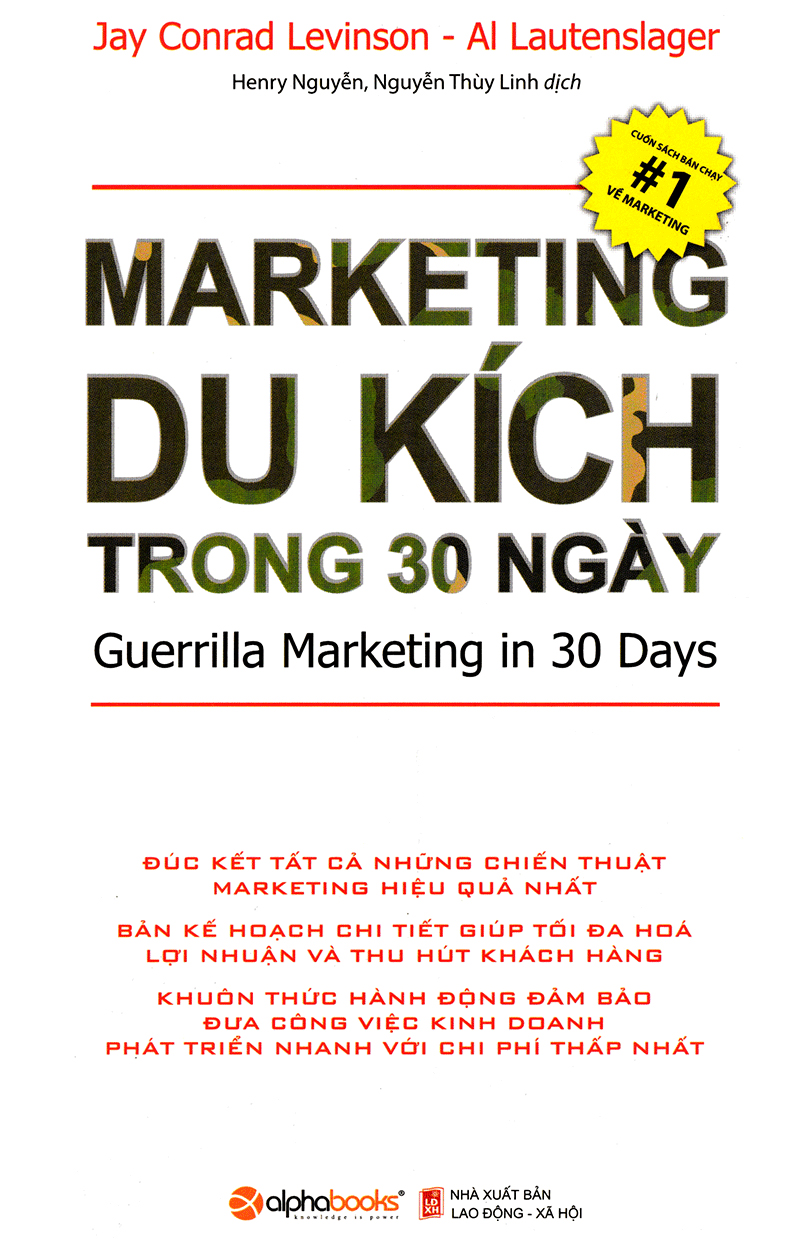 Jay Conrad Levinson - Al Lautenslager
Henry Nguyễn, Nguyễn Thùy Linh dịch
CUỐN SÁCH BÁN CHẠY
#1
VỀ MARKETING
MARKETING
DU KÍCH
TRONG 30 NGÀY
Guerrilla Marketing in 30 Days
ĐÚC KẾT TẤT CẢ NHỮNG CHIẾN THUẬT
MARKETING HIỆU QUẢ NHẤT
BẢN KẾ HOẠCH CHI TIẾT GIÚP TỐI ĐA HOÁ
LỢI NHUẬN VÀ THU HÚT KHÁCH HÀNG
KHUÔN THỨC HÀNH ĐỘNG ĐẢM BẢO
ĐƯA CÔNG VIỆC KINH DOANH
PHÁT TRIỂN NHANH VỚI CHI PHÍ THẤP NHẤT
alphabooks®
knowledge is power
LĐ
XH
NHÀ XUẤT BẢN
LAO ĐỘNG - XÃ HỘI